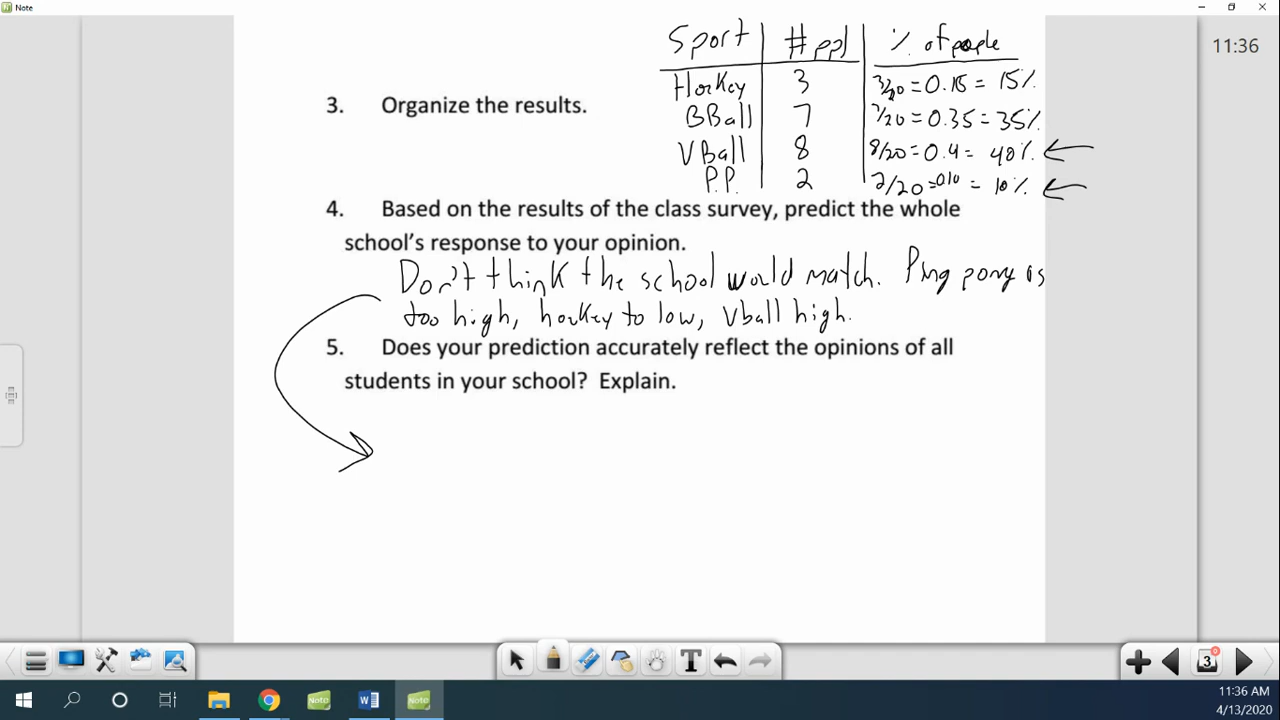 Note
11:36
Sport # ppl % of people
Hockey 3 3/20 = 0.15 = 15%
3. Organize the results.
BBall 7 7/20 = 0.35 = 35%
VBall 8 8/20 = 0.4 = 40%
P.P. 2 2/20 = 0.10 = 10%
4. Based on the results of the class survey, predict the whole
school's response to your opinion.
Don't think the school would match. Ping pong is
too high, hockey to low, vball high.
5. Does your prediction accurately reflect the opinions of all
students in your school? Explain.
T 3
Noto Noto
11:36 AM
4/13/2020